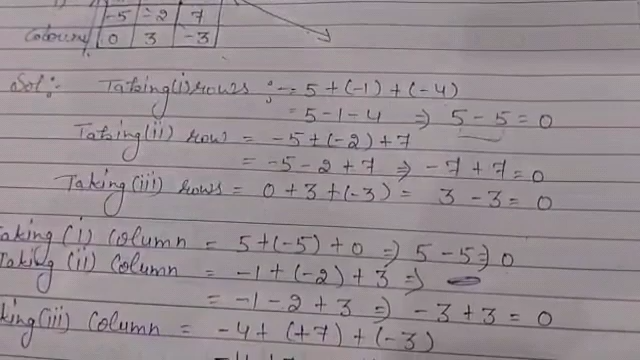 -5 -2 7
Column 0 3 -3
Sol:- Taking (i) rows :- = 5 + (-1) + (-4)
= 5 - 1 - 4 ⇒ 5 - 5 = 0
Taking (ii) row = -5 + (-2) + 7
= -5 - 2 + 7 ⇒ -7 + 7 = 0
Taking (iii) rows = 0 + 3 + (-3) = 3 - 3 = 0
aking (i) Column = 5 + (-5) + 0 ⇒ 5 - 5 ⇒ 0
Taking (ii) Column = -1 + (-2) + 3 ⇒
= -1 - 2 + 3 ⇒ -3 + 3 = 0
king (iii) Column = -4 + (+7) + (-3)